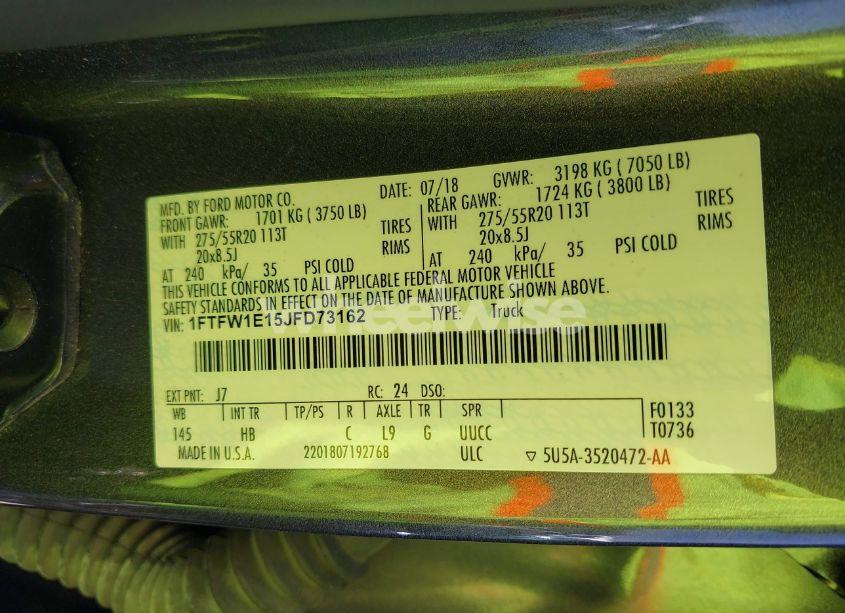 MFD. BY FORD MOTOR CO. DATE: 07/18 GVWR: 3198 KG ( 7050 LB)
FRONT GAWR: 1701 KG ( 3750 LB) REAR GAWR: 1724 KG ( 3800 LB)
WITH 275/55R20 113T TIRES WITH 275/55R20 113T TIRES
20x8.5J RIMS 20x8.5J RIMS
AT 240 kPa/ 35 PSI COLD AT 240 kPa/ 35 PSI COLD
THIS VEHICLE CONFORMS TO ALL APPLICABLE FEDERAL MOTOR VEHICLE
SAFETY STANDARDS IN EFFECT ON THE DATE OF MANUFACTURE SHOWN ABOVE.
VIN: 1FTFW1E15JFD73162 TYPE: Truck
wheelwise
EXT PNT: J7 RC: 24 DSO:
WB INT TR TP/PS R AXLE TR SPR F0133
145 HB C L9 G UUCC T0736
MADE IN U.S.A. 2201807192768 ULC ▽ 5U5A-3520472-AA